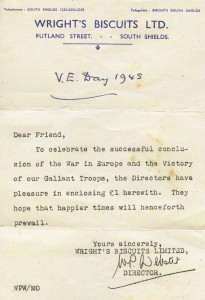 WRIGHT'S BISCUITS LTD.
RUTLAND STREET, SOUTH SHIELDS.
V.E. Day 1945
Dear Friend,
To celebrate the successful conclu-
sion of the War in Europe and the Victory
of our Gallant Troops, the Directors have
pleasure in enclosing £1 herewith. They
hope that happier times will henceforth
prevail.
Yours sincerely,
WRIGHT'S BISCUITS LIMITED,
DIRECTOR.